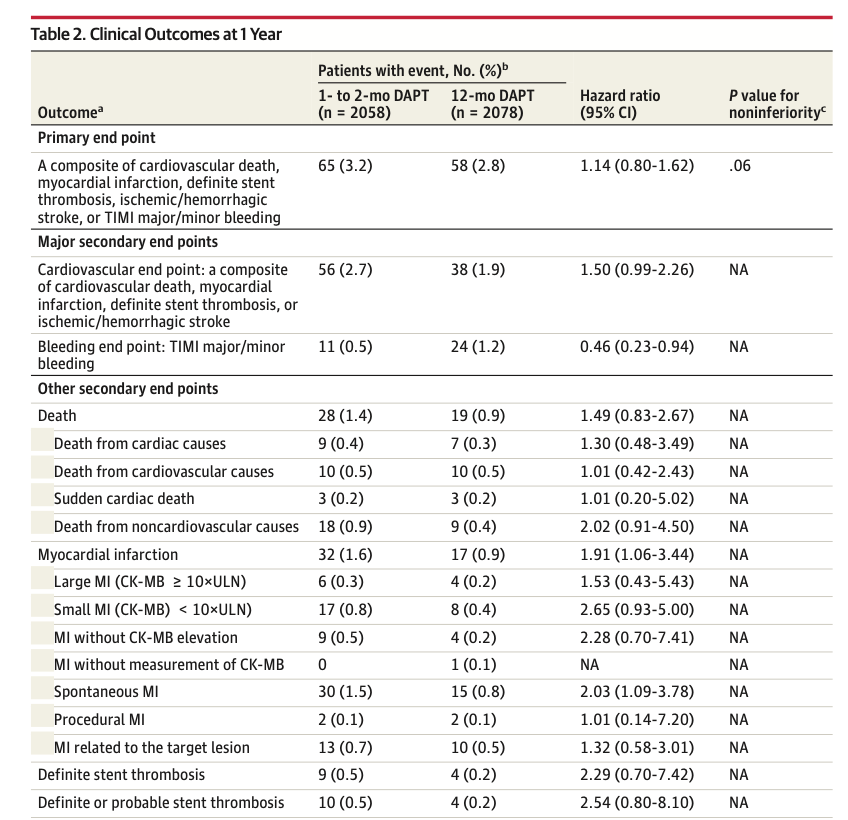 Table 2. Clinical Outcomes at 1 Year
Patients with event, No. (%)b
Outcomea 1- to 2-mo DAPT (n = 2058) 12-mo DAPT (n = 2078) Hazard ratio (95% CI) P value for noninferiorityc
Primary end point
A composite of cardiovascular death, 65 (3.2) 58 (2.8) 1.14 (0.80-1.62) .06
myocardial infarction, definite stent
thrombosis, ischemic/hemorrhagic
stroke, or TIMI major/minor bleeding
Major secondary end points
Cardiovascular end point: a composite 56 (2.7) 38 (1.9) 1.50 (0.99-2.26) NA
of cardiovascular death, myocardial
infarction, definite stent thrombosis, or
ischemic/hemorrhagic stroke
Bleeding end point: TIMI major/minor 11 (0.5) 24 (1.2) 0.46 (0.23-0.94) NA
bleeding
Other secondary end points
Death 28 (1.4) 19 (0.9) 1.49 (0.83-2.67) NA
Death from cardiac causes 9 (0.4) 7 (0.3) 1.30 (0.48-3.49) NA
Death from cardiovascular causes 10 (0.5) 10 (0.5) 1.01 (0.42-2.43) NA
Sudden cardiac death 3 (0.2) 3 (0.2) 1.01 (0.20-5.02) NA
Death from noncardiovascular causes 18 (0.9) 9 (0.4) 2.02 (0.91-4.50) NA
Myocardial infarction 32 (1.6) 17 (0.9) 1.91 (1.06-3.44) NA
Large MI (CK-MB ≥ 10×ULN) 6 (0.3) 4 (0.2) 1.53 (0.43-5.43) NA
Small MI (CK-MB) < 10×ULN) 17 (0.8) 8 (0.4) 2.65 (0.93-5.00) NA
MI without CK-MB elevation 9 (0.5) 4 (0.2) 2.28 (0.70-7.41) NA
MI without measurement of CK-MB 0 1 (0.1) NA NA
Spontaneous MI 30 (1.5) 15 (0.8) 2.03 (1.09-3.78) NA
Procedural MI 2 (0.1) 2 (0.1) 1.01 (0.14-7.20) NA
MI related to the target lesion 13 (0.7) 10 (0.5) 1.32 (0.58-3.01) NA
Definite stent thrombosis 9 (0.5) 4 (0.2) 2.29 (0.70-7.42) NA
Definite or probable stent thrombosis 10 (0.5) 4 (0.2) 2.54 (0.80-8.10) NA